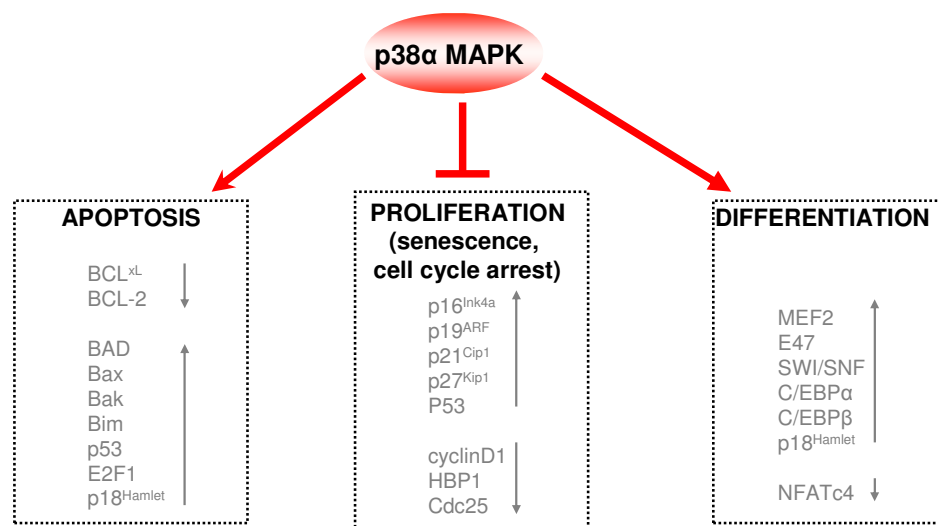 p38α MAPK
APOPTOSIS
BCLxL
BCL-2
BAD
Bax
Bak
Bim
p53
E2F1
p18Hamlet
PROLIFERATION
(senescence,
cell cycle arrest)
p16Ink4a
p19ARF
p21Cip1
p27Kip1
P53
cyclinD1
HBP1
Cdc25
DIFFERENTIATION
MEF2
E47
SWI/SNF
C/EBPα
C/EBPβ
p18Hamlet
NFATc4